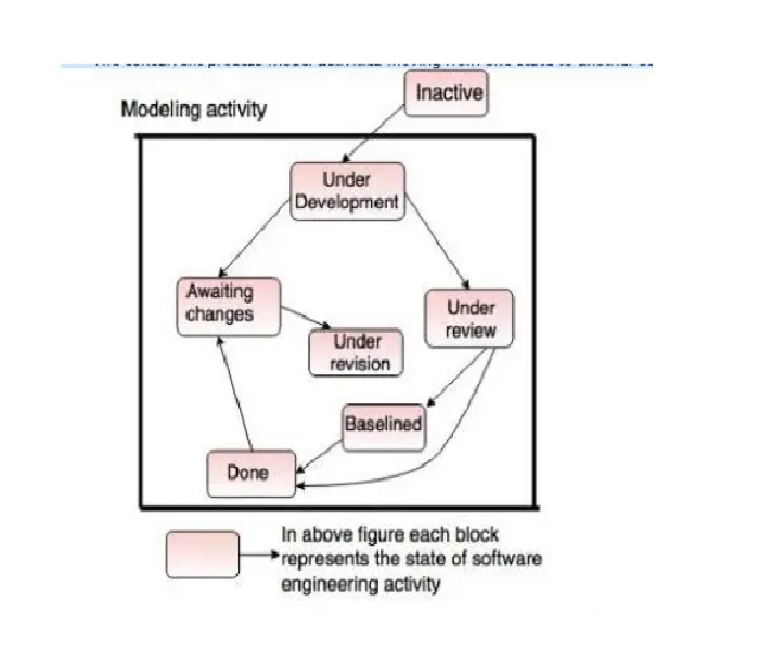 Inactive
Modeling activity
Under
Development
Awaiting
changes
Under
review
Under
revision
Baselined
Done
In above figure each block
represents the state of software
engineering activity